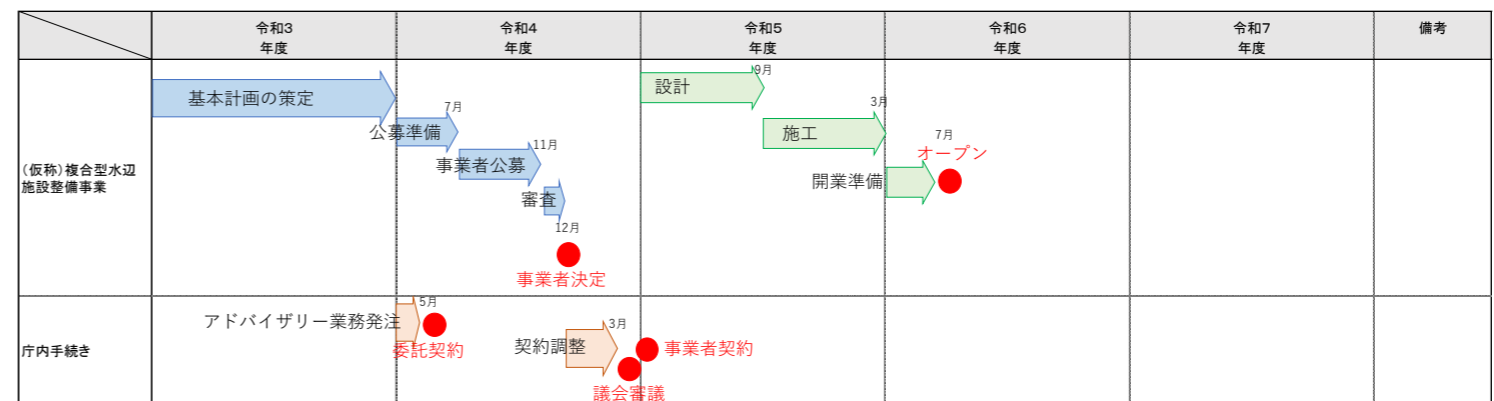 令和3
年度
令和4
年度
令和5
年度
令和6
年度
令和7
年度
備考
(仮称)複合型水辺
施設整備事業
基本計画の策定
7月
公募準備
11月
事業者公募
審査
12月
事業者決定
9月
設計
3月
施工
7月
オープン
開業準備
庁内手続き
5月
アドバイザリー業務発注
委託契約
3月
契約調整
事業者契約
議会審議